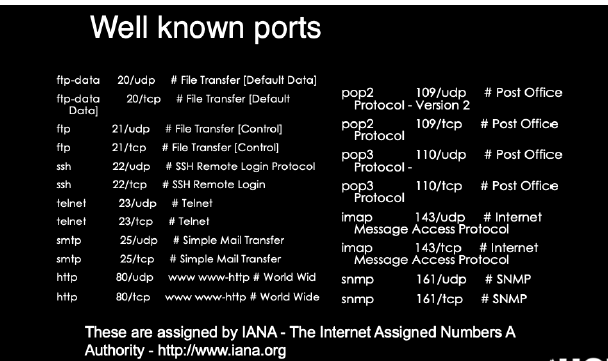 Well known ports
ftp-data 20/udp # File Transfer [Default Data]
ftp-data 20/tcp # File Transfer [Default
Data]
ftp 21/udp # File Transfer [Control]
ftp 21/tcp # File Transfer [Control]
ssh 22/udp # SSH Remote Login Protocol
ssh 22/tcp # SSH Remote Login
telnet 23/udp # Telnet
telnet 23/tcp # Telnet
smtp 25/udp # Simple Mail Transfer
smtp 25/tcp # Simple Mail Transfer
http 80/udp www www-http # World Wid
http 80/tcp www www-http # World Wide
pop2 109/udp # Post Office
Protocol - Version 2
pop2 109/tcp # Post Office
Protocol
pop3 110/udp # Post Office
Protocol -
pop3 110/tcp # Post Office
Protocol
imap 143/udp # Internet
Message Access Protocol
imap 143/tcp # Internet
Message Access Protocol
snmp 161/udp # SNMP
snmp 161/tcp # SNMP
These are assigned by IANA - The Internet Assigned Numbers A
Authority - http://www.iana.org